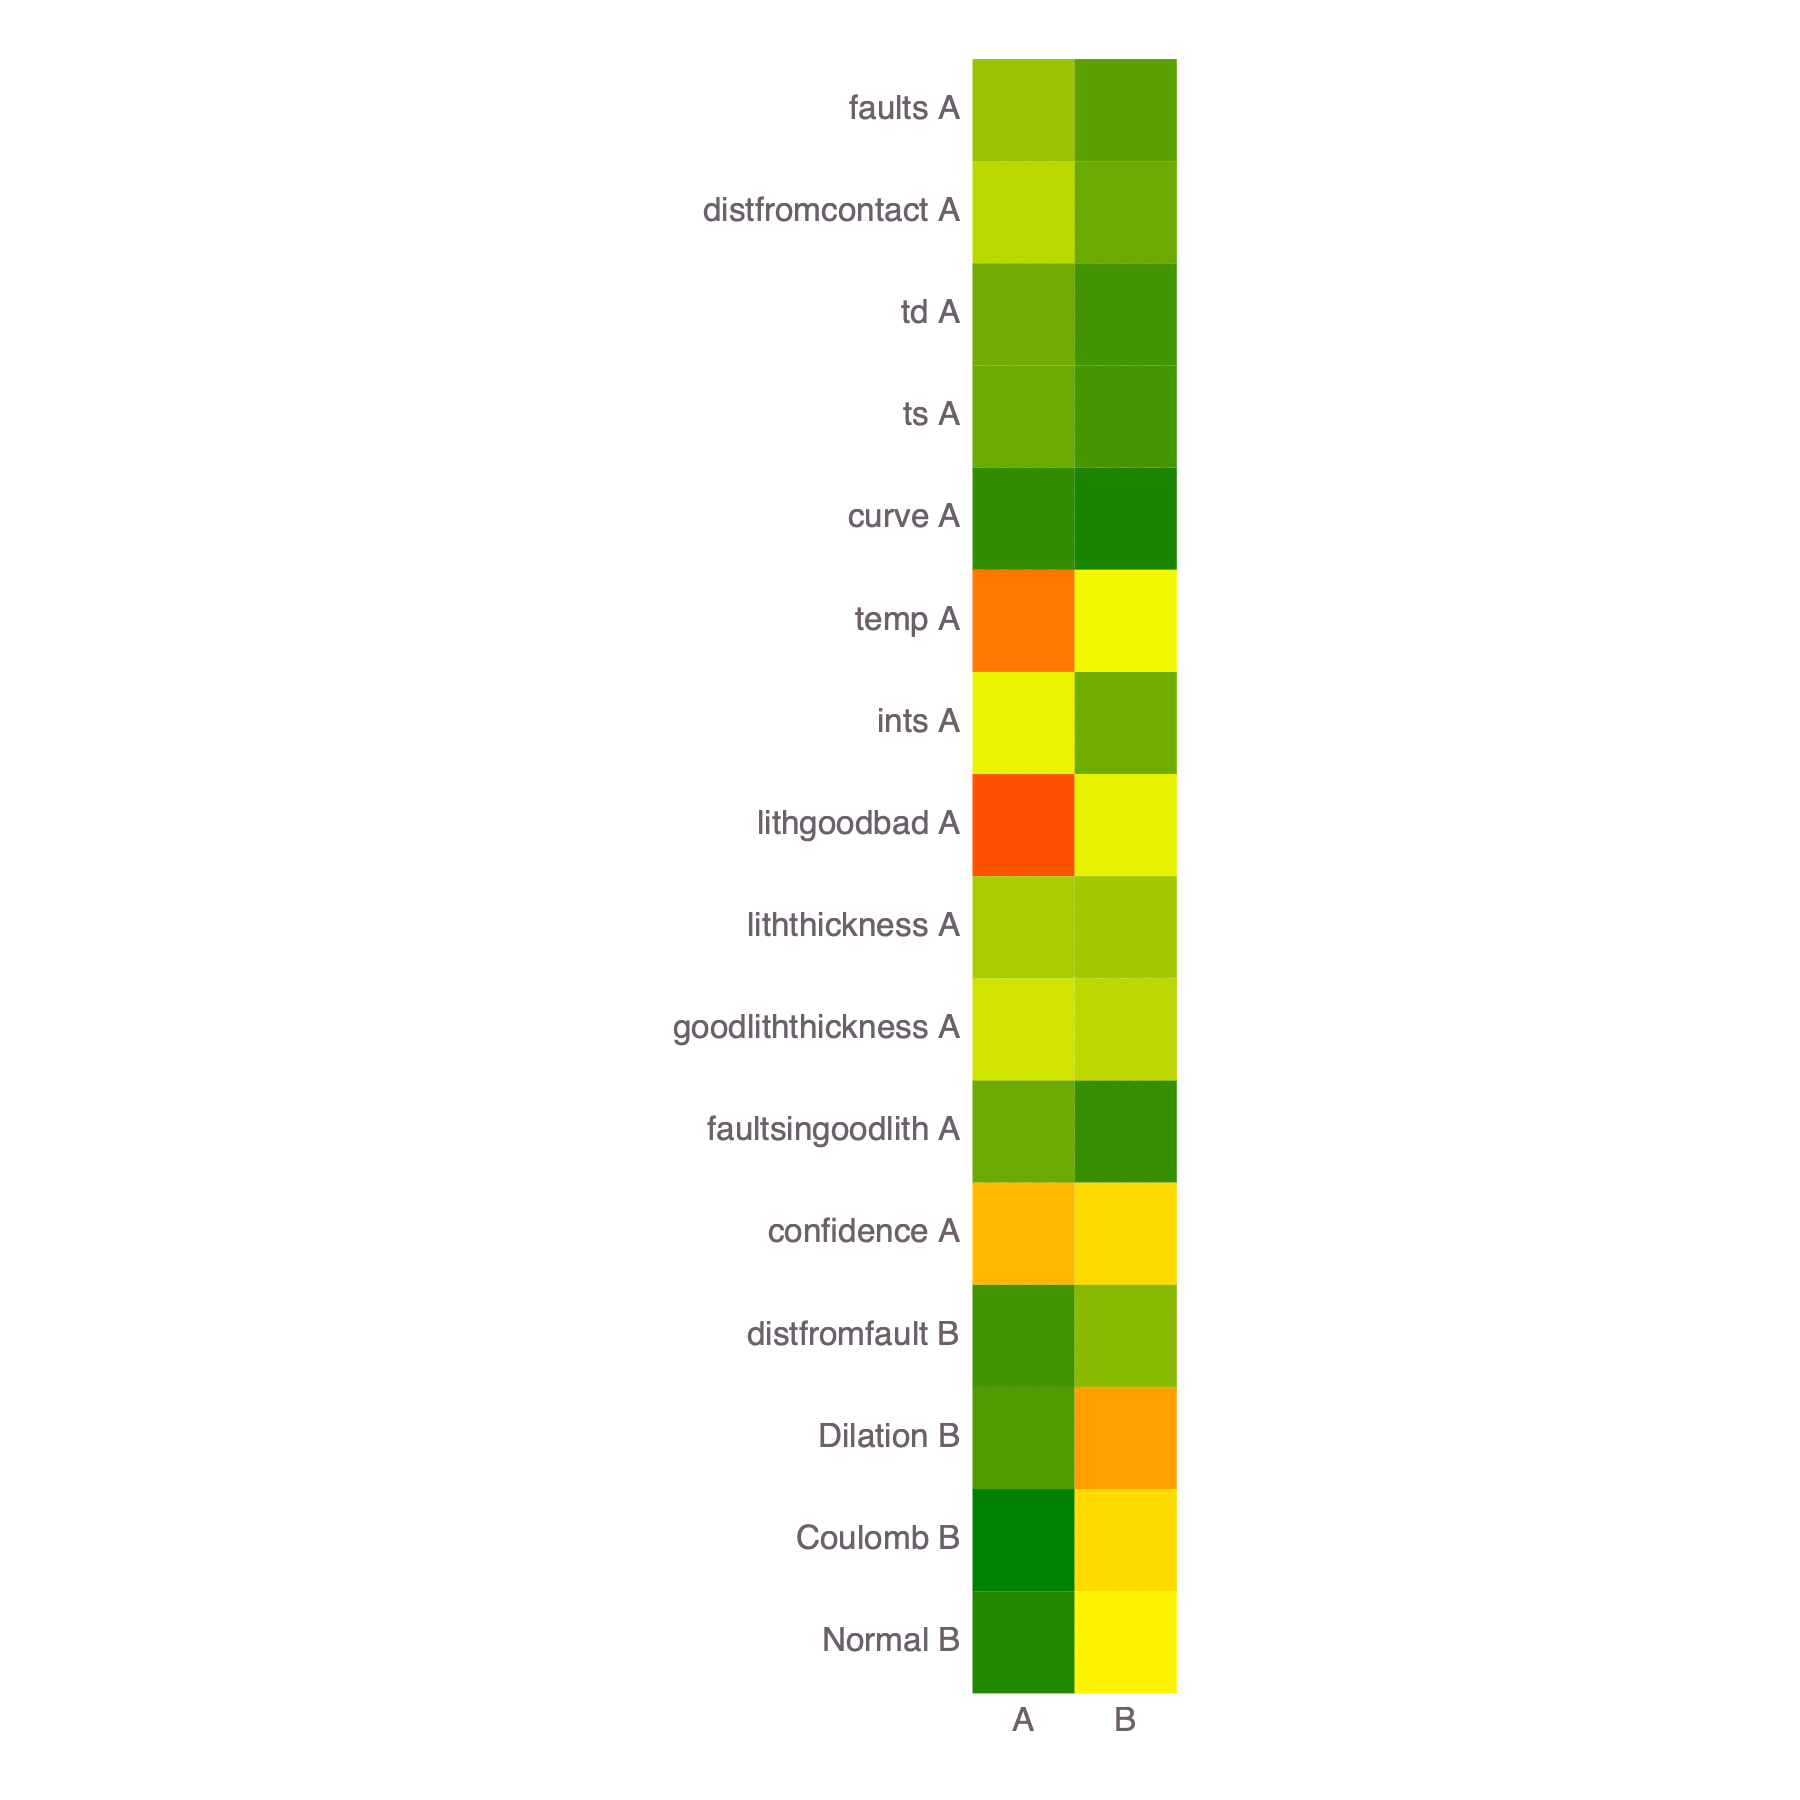 faults A
distfromcontact A
td A
ts A
curve A
temp A
ints A
lithgoodbad A
liththickness A
goodliththickness A
faultsingoodlith A
confidence A
distfromfault B
Dilation B
Coulomb B
Normal B
A B